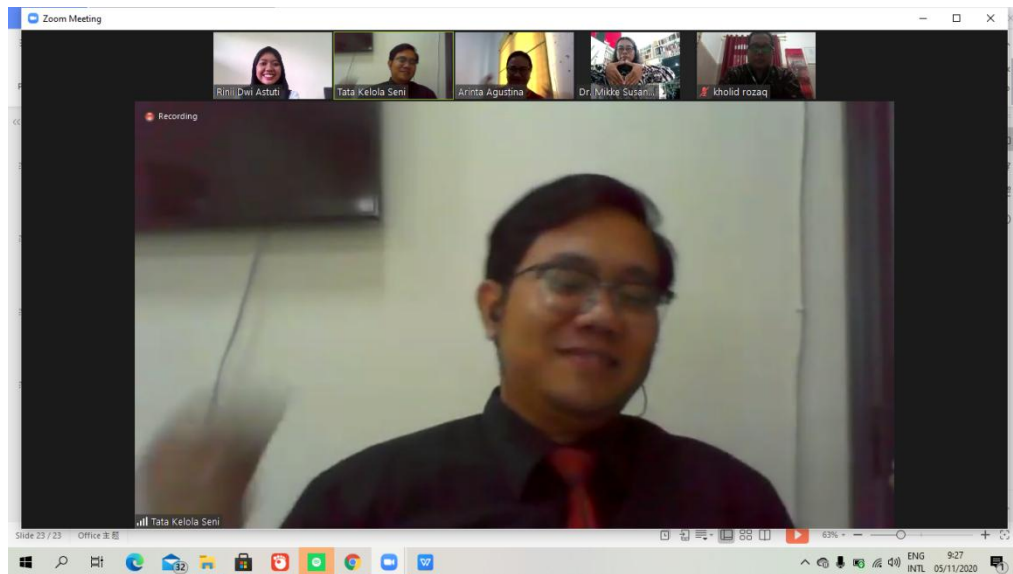 Zoom Meeting
Rinii Dwi Astuti
Tata Kelola Seni
Arinta Agustina
Dr. Mikke Susan...
kholid rozaq
Recording
Tata Kelola Seni
Slide 23 / 23 Office 主题
63%
32
ENG
INTL
9:27
05/11/2020
1